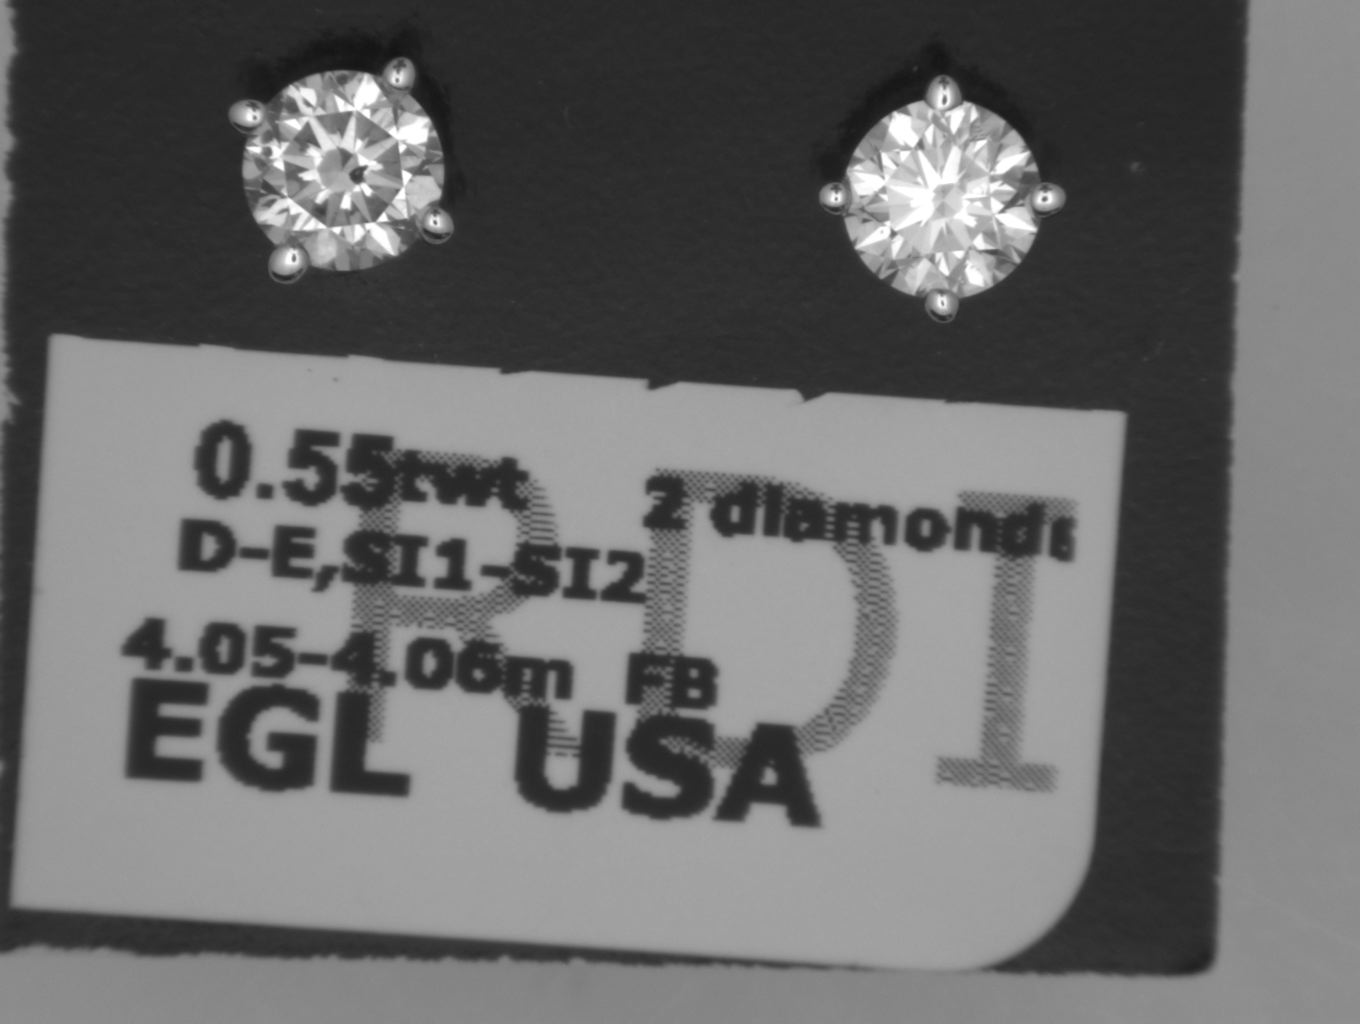 0.55twt 2 diamonds
D-E,SI1-SI2
4.05-4.06m FB
EGL USA
RDI